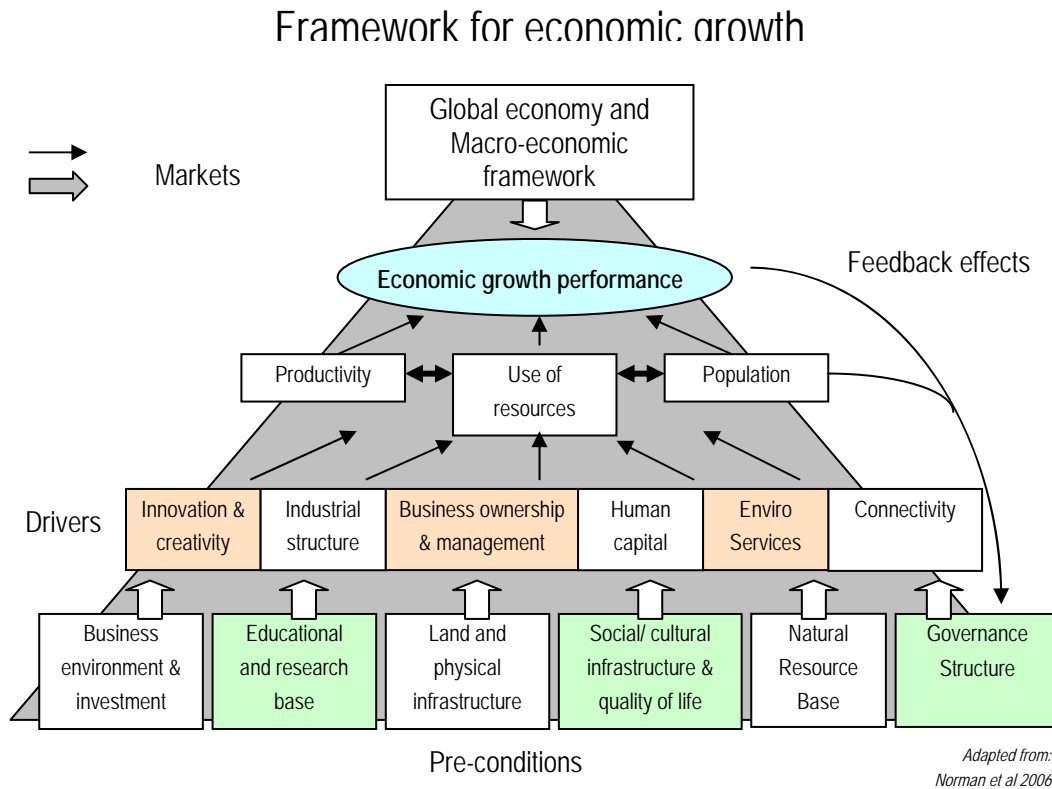 Framework for economic growth
Global economy and
Macro-economic
framework
Markets
Economic growth performance
Feedback effects
Productivity
Use of
resources
Population
Drivers
Innovation &
creativity
Industrial
structure
Business ownership
& management
Human
capital
Enviro
Services
Connectivity
Business
environment &
investment
Educational
and research
base
Land and
physical
infrastructure
Social/ cultural
infrastructure &
quality of life
Natural
Resource
Base
Governance
Structure
Pre-conditions
Adapted from:
Norman et al 2006